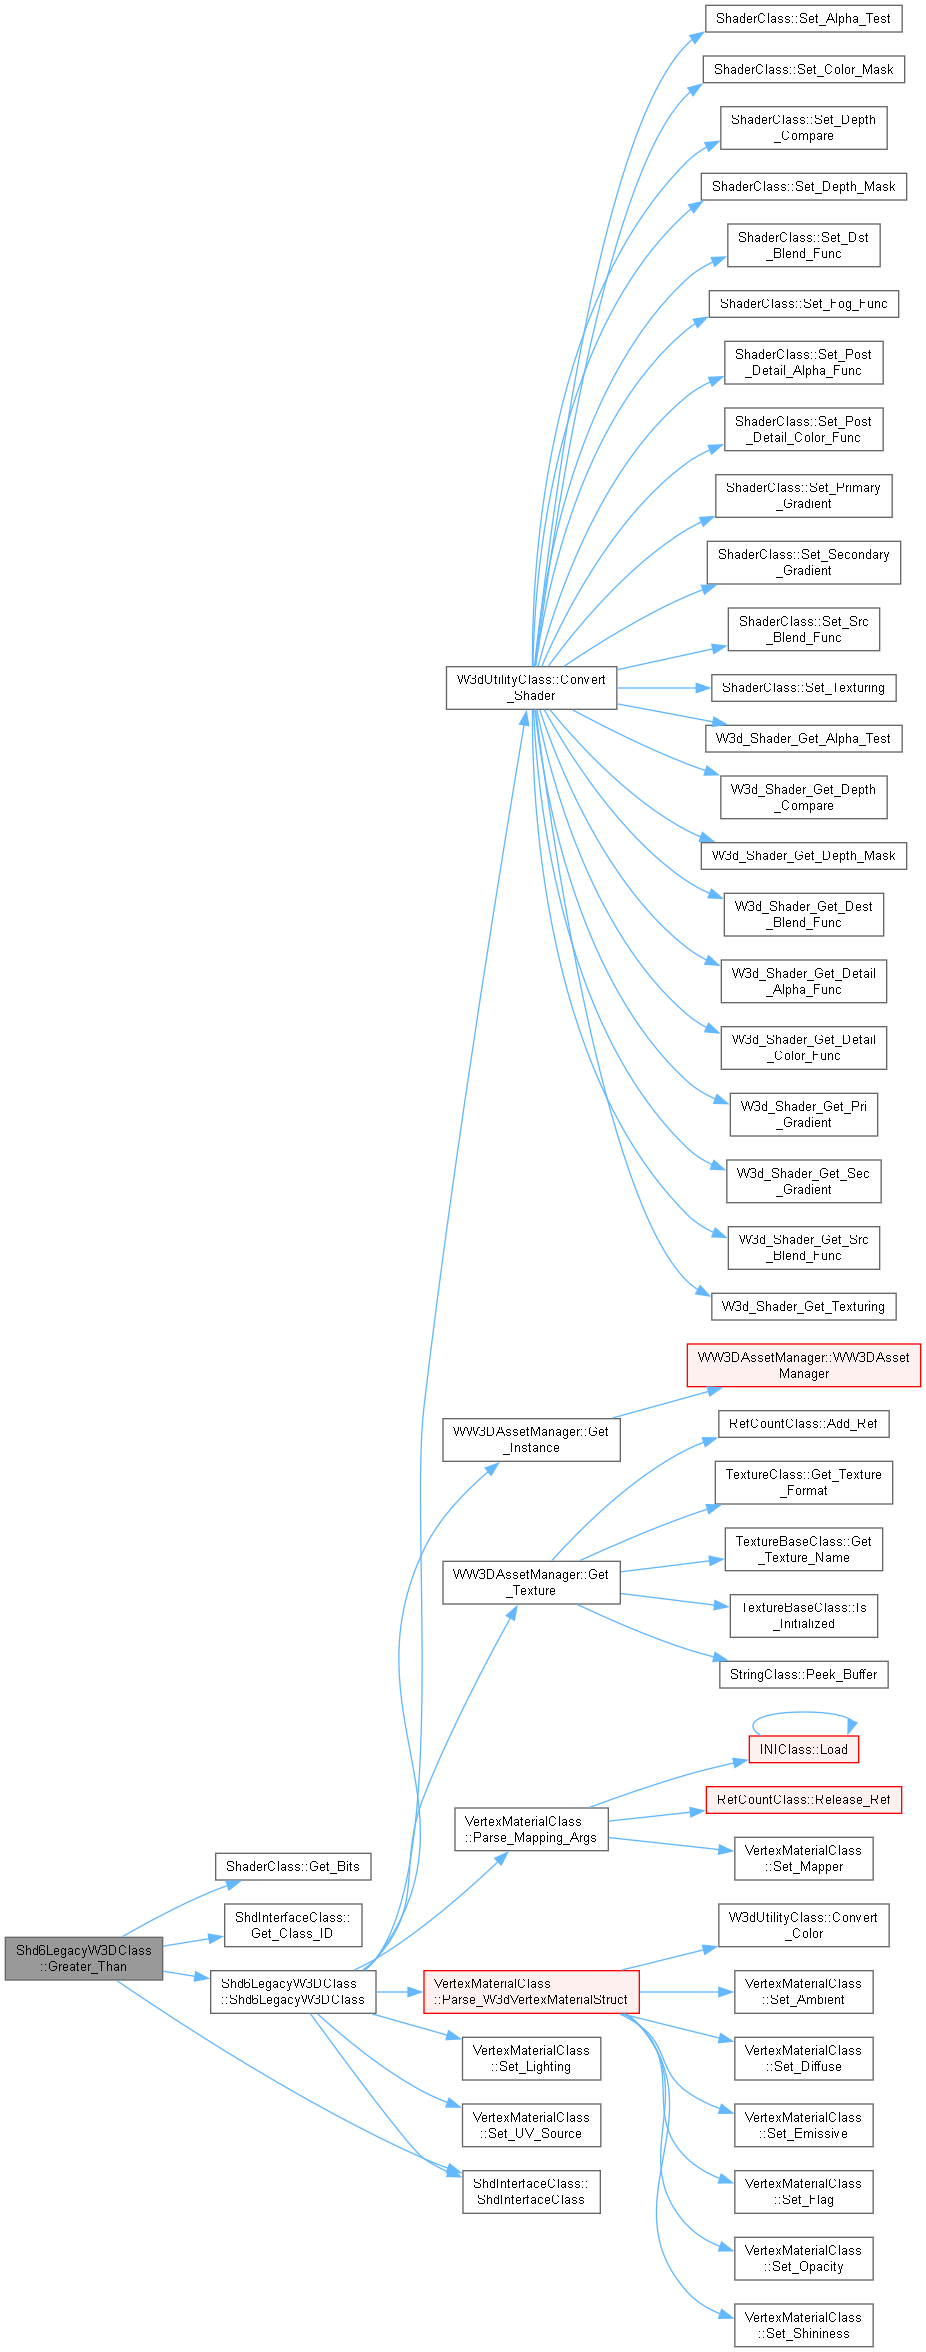 ShaderClass::Set_Alpha_Test
ShaderClass::Set_Color_Mask
ShaderClass::Set_Depth
_Compare
ShaderClass::Set_Depth_Mask
ShaderClass::Set_Dst
_Blend_Func
ShaderClass::Set_Fog_Func
ShaderClass::Set_Post
_Detail_Alpha_Func
ShaderClass::Set_Post
_Detail_Color_Func
ShaderClass::Set_Primary
_Gradient
ShaderClass::Set_Secondary
_Gradient
ShaderClass::Set_Src
_Blend_Func
W3dUtilityClass::Convert
_Shader
ShaderClass::Set_Texturing
W3d_Shader_Get_Alpha_Test
W3d_Shader_Get_Depth
_Compare
W3d_Shader_Get_Depth_Mask
W3d_Shader_Get_Dest
_Blend_Func
W3d_Shader_Get_Detail
_Alpha_Func
W3d_Shader_Get_Detail
_Color_Func
W3d_Shader_Get_Pri
_Gradient
W3d_Shader_Get_Sec
_Gradient
W3d_Shader_Get_Src
_Blend_Func
W3d_Shader_Get_Texturing
WW3DAssetManager::WW3DAsset
Manager
WW3DAssetManager::Get
_Instance
RefCountClass::Add_Ref
TextureClass::Get_Texture
_Format
TextureBaseClass::Get
_Texture_Name
WW3DAssetManager::Get
_Texture
TextureBaseClass::Is
_Initialized
StringClass::Peek_Buffer
INIClass::Load
RefCountClass::Release_Ref
VertexMaterialClass
::Parse_Mapping_Args
VertexMaterialClass
::Set_Mapper
ShaderClass::Get_Bits
ShdInterfaceClass::
Get_Class_ID
W3dUtilityClass::Convert
_Color
Shd6LegacyW3DClass
::Greater_Than
Shd6LegacyW3DClass
::Shd6LegacyW3DClass
VertexMaterialClass
::Parse_W3dVertexMaterialStruct
VertexMaterialClass
::Set_Ambient
VertexMaterialClass
::Set_Lighting
VertexMaterialClass
::Set_Diffuse
VertexMaterialClass
::Set_UV_Source
VertexMaterialClass
::Set_Emissive
ShdInterfaceClass::
ShdInterfaceClass
VertexMaterialClass
::Set_Flag
VertexMaterialClass
::Set_Opacity
VertexMaterialClass
::Set_Shininess